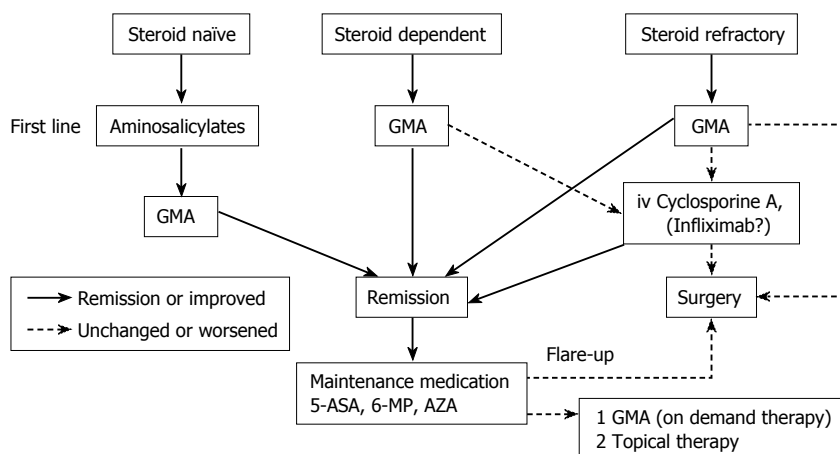 Steroid naïve
Steroid dependent
Steroid refractory
First line
Aminosalicylates
GMA
GMA
GMA
iv Cyclosporine A,
(Infliximab?)
Remission or improved
Unchanged or worsened
Remission
Surgery
Flare-up
Maintenance medication
5-ASA, 6-MP, AZA
1 GMA (on demand therapy)
2 Topical therapy